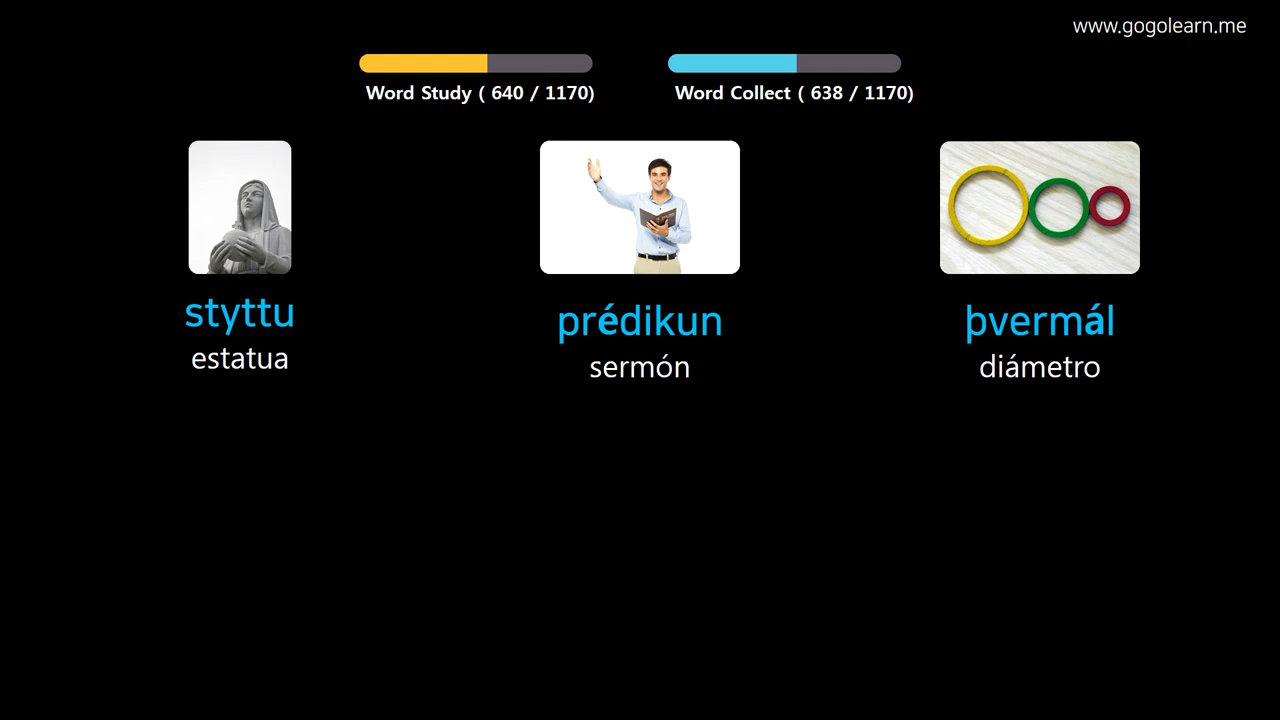 www.gogolearn.me
Word Study ( 640 / 1170)
Word Collect ( 638 / 1170)
styttu
estatua
prédikun
sermón
þvermál
diámetro